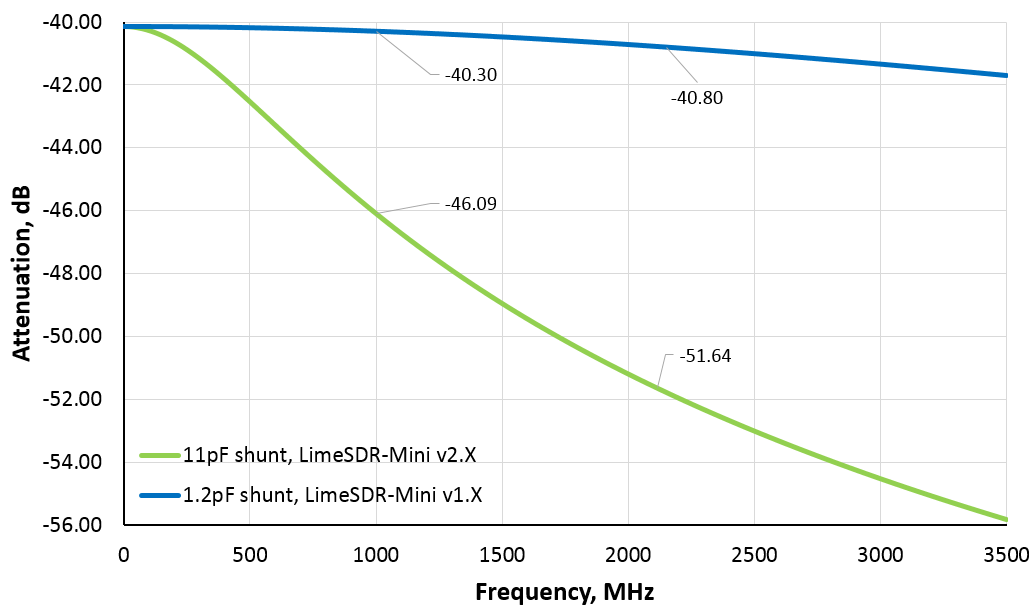 -40.00
-42.00
-44.00
-46.00
-48.00
-50.00
-52.00
-54.00
-56.00
Attenuation, dB
-40.30
-40.80
-46.09
-51.64
11pF shunt, LimeSDR-Mini v2.X
1.2pF shunt, LimeSDR-Mini v1.X
0 500 1000 1500 2000 2500 3000 3500
Frequency, MHz